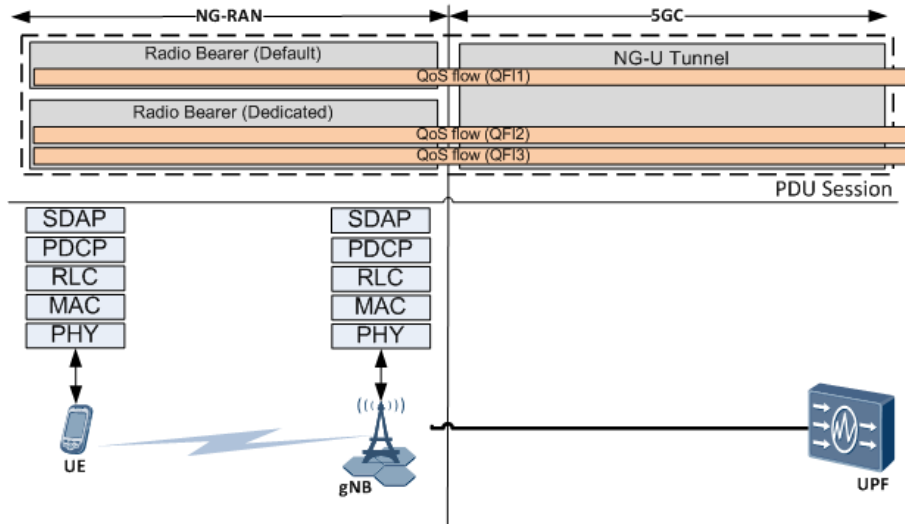 NG-RAN
5GC
Radio Bearer (Default)
NG-U Tunnel
QoS flow (QFI1)
Radio Bearer (Dedicated)
QoS flow (QFI2)
QoS flow (QFI3)
PDU Session
SDAP
PDCP
RLC
MAC
PHY
SDAP
PDCP
RLC
MAC
PHY
UE
gNB
UPF